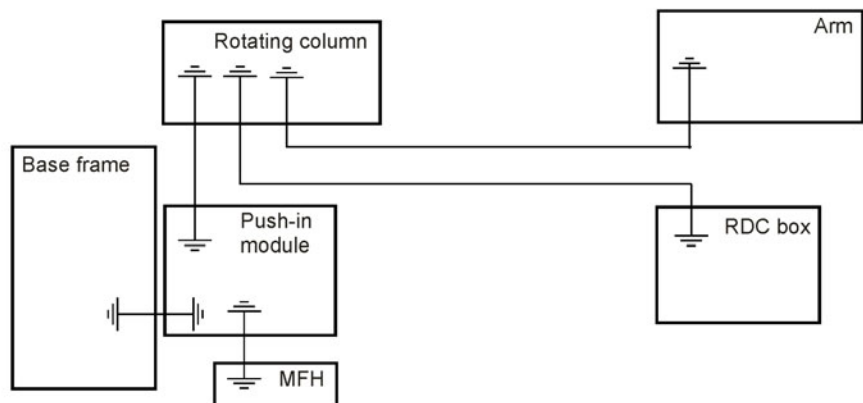 Rotating column
Arm
Base frame
Push-in
module
RDC box
MFH